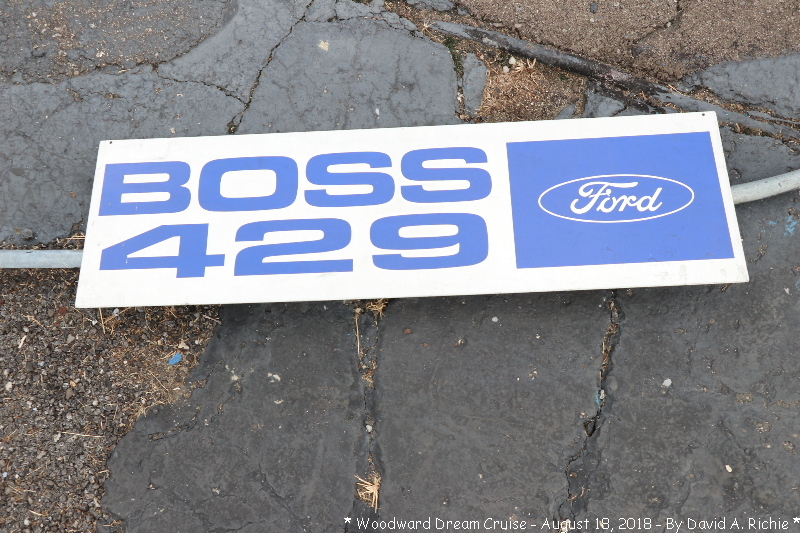 BOSS
429
Ford
* Woodward Dream Cruise - August 18, 2018 - By David A. Richie *